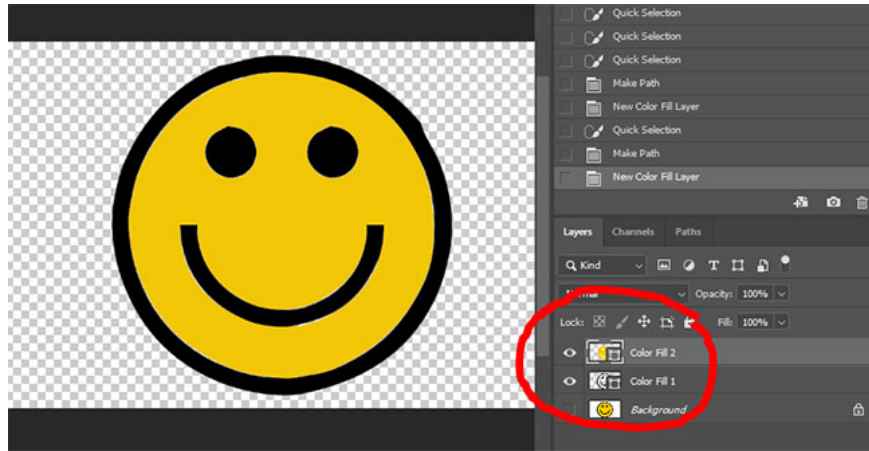 Quick Selection
Quick Selection
Quick Selection
Make Path
New Color Fill Layer
Quick Selection
Make Path
New Color Fill Layer
Layers Channels Paths
Kind
Normal Opacity: 100%
Lock: Fill: 100%
Color Fill 2
Color Fill 1
Background